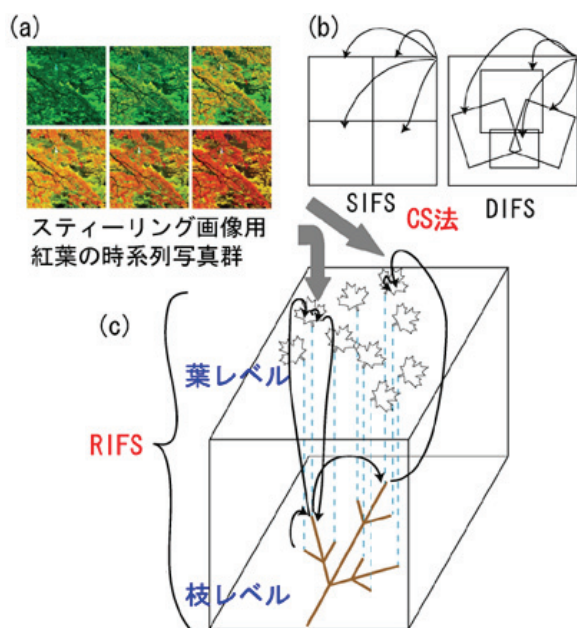 (a)
(b)
スティーリング画像用
紅葉の時系列写真群
SIFS
CS法
DIFS
(c)
葉レベル
RIFS
枝レベル